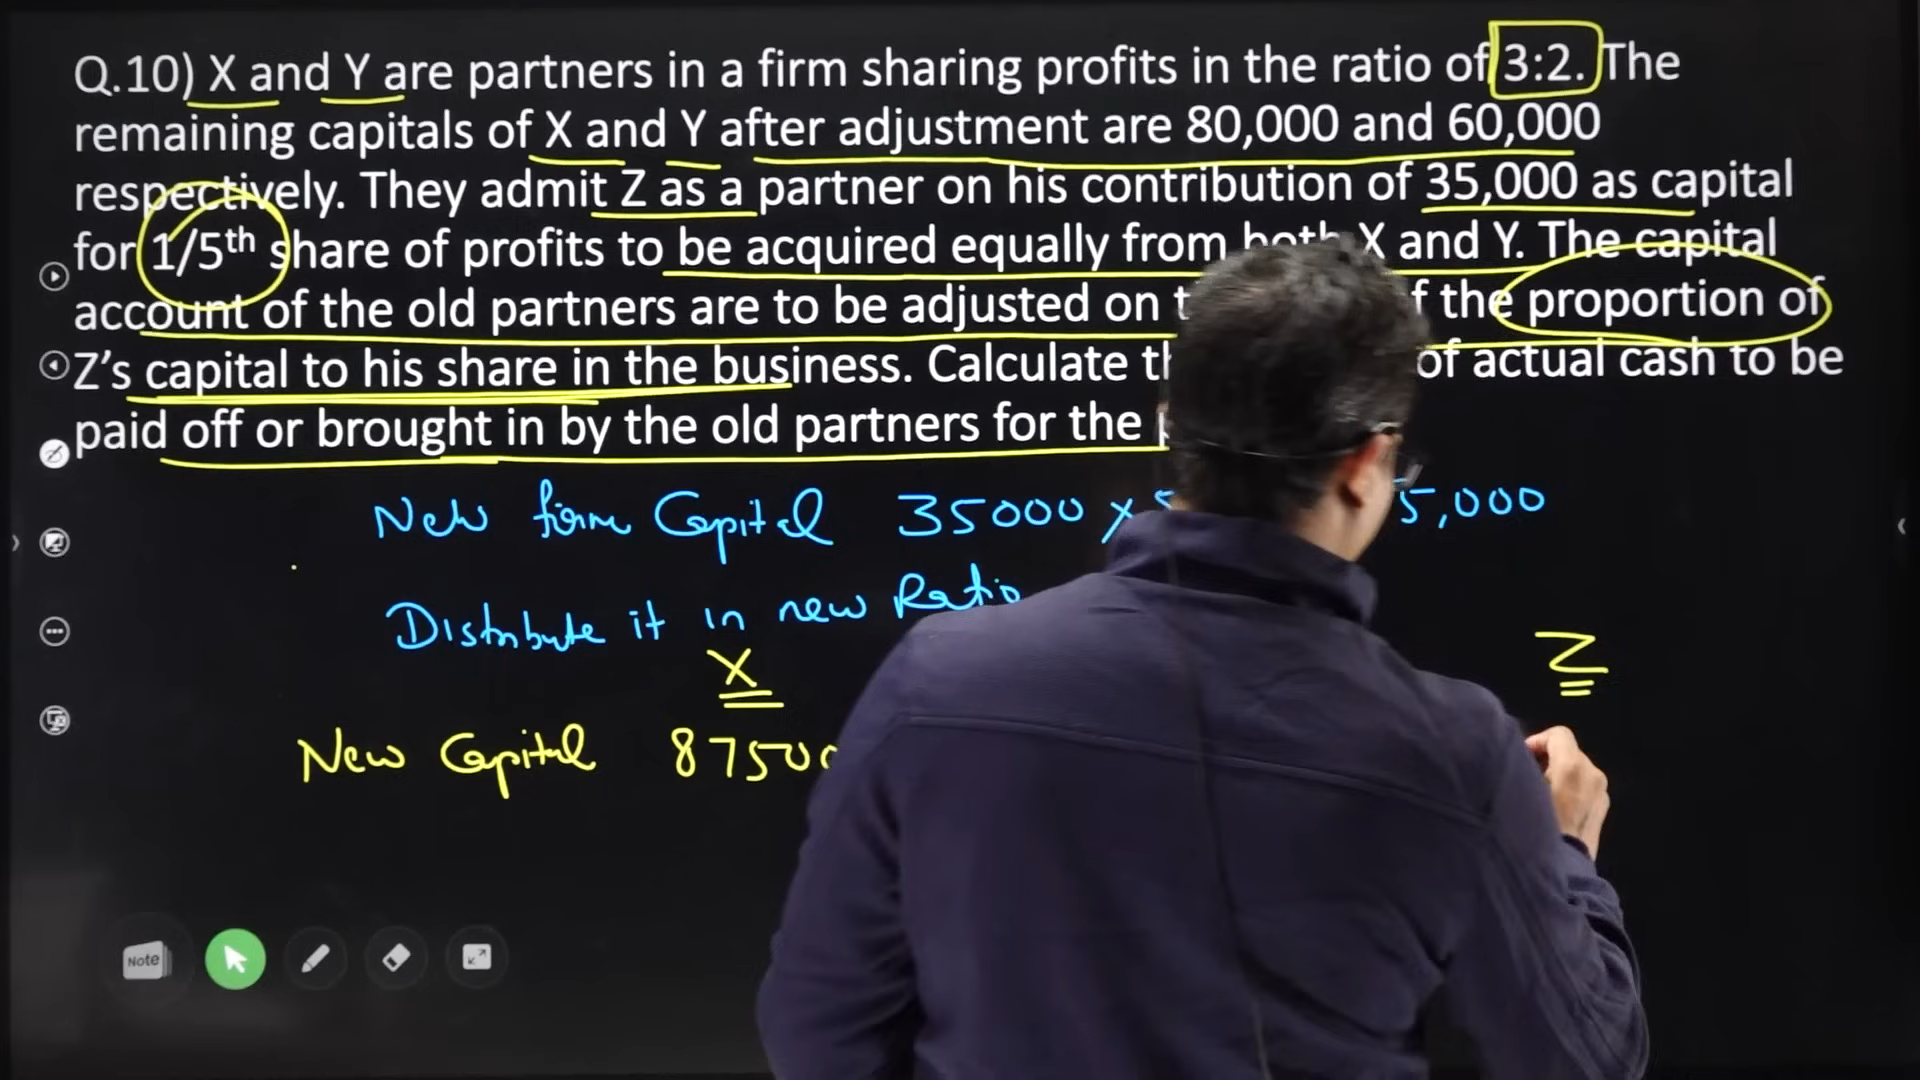 Q.10) X and Y are partners in a firm sharing profits in the ratio of 3:2. The
remaining capitals of X and Y after adjustment are 80,000 and 60,000
respectively. They admit Z as a partner on his contribution of 35,000 as capital
for 1/5th share of profits to be acquired equally from both X and Y. The capital
account of the old partners are to be adjusted on f the proportion of
Z's capital to his share in the business. Calculate of actual cash to be
paid off or brought in by the old partners for the
New firm Capital 35000 × 5,000
Distribute it in new Ratio
X Z
New Capital 87500
Note